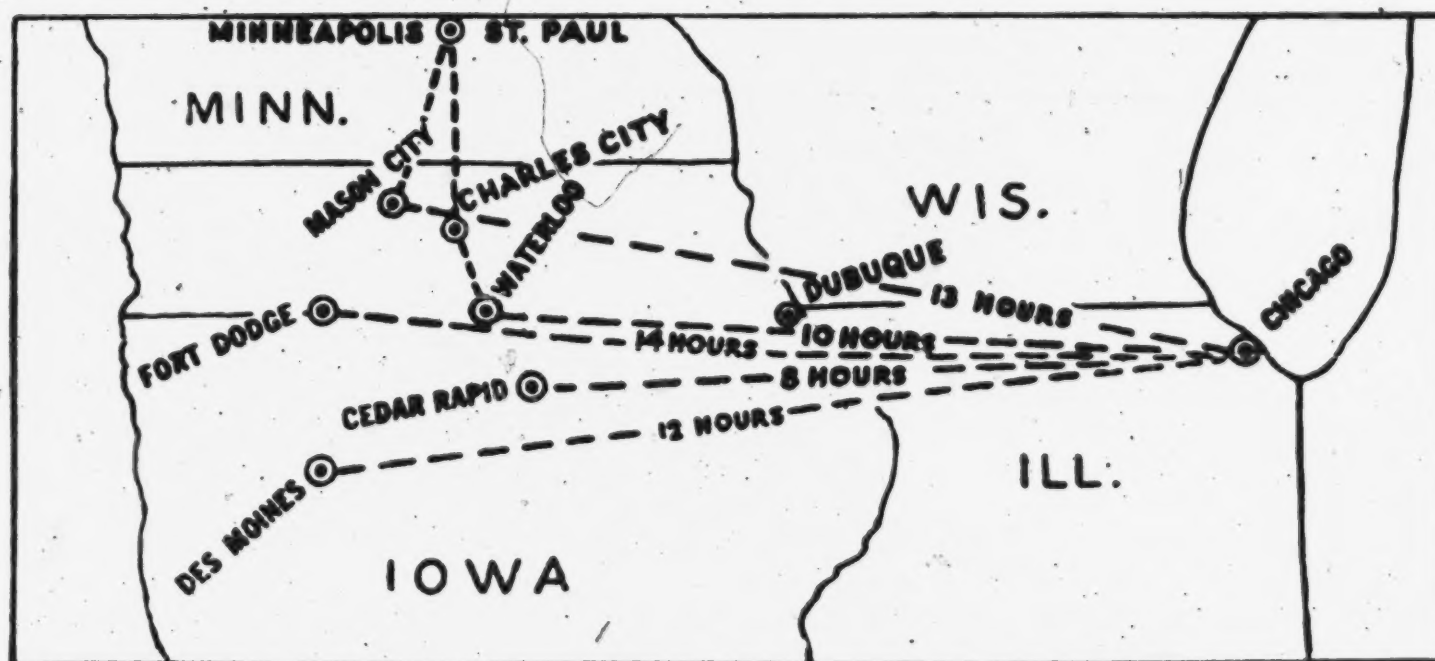 MINNEAPOLIS ST. PAUL
MINN.
MASON CITY
CHARLES CITY
WATERLOO
WIS.
DUBUQUE
13 HOURS
CHICAGO
FORT DODGE
14 HOURS
10 HOURS
CEDAR RAPID
8 HOURS
12 HOURS
DES MOINES
ILL.
IOWA